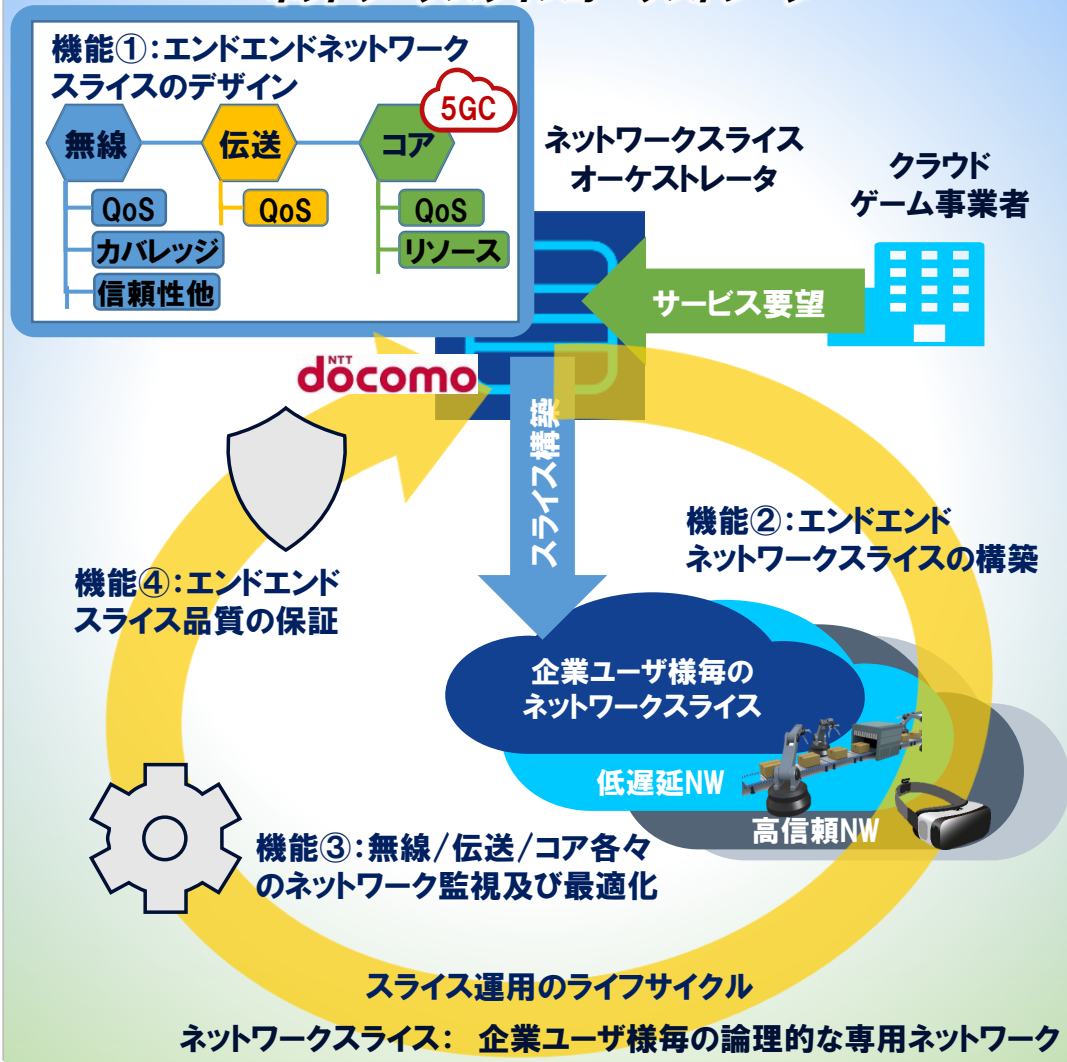 機能①：エンドエンドネットワーク
スライスのデザイン
5GC
無線
伝送
コア
QoS
カバレッジ
信頼性他
QoS
QoS
リソース
ネットワークスライス
オーケストレータ
クラウド
ゲーム事業者
サービス要望
NTT
döcomo
スライス構築
機能②：エンドエンド
ネットワークスライスの構築
機能④：エンドエンド
スライス品質の保証
企業ユーザ様毎の
ネットワークスライス
低遅延NW
高信頼NW
機能③：無線/伝送/コア各々
のネットワーク監視及び最適化
スライス運用のライフサイクル
ネットワークスライス： 企業ユーザ様毎の論理的な専用ネットワーク